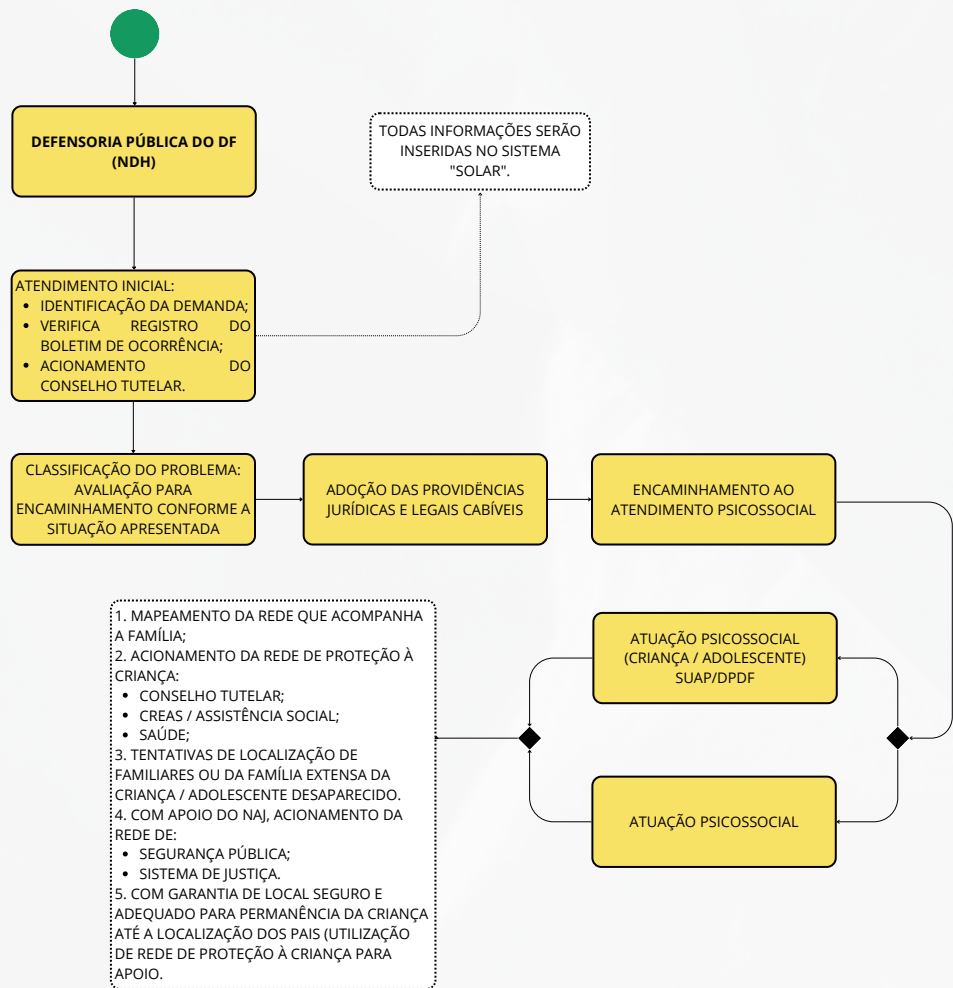 DEFENSORIA PÚBLICA DO DF
(NDH)
TODAS INFORMAÇÕES SERÃO
INSERIDAS NO SISTEMA
"SOLAR".
ATENDIMENTO INICIAL:
• IDENTIFICAÇÃO DA DEMANDA;
• VERIFICA REGISTRO DO
BOLETIM DE OCORRÊNCIA;
• ACIONAMENTO DO
CONSELHO TUTELAR.
CLASSIFICAÇÃO DO PROBLEMA:
AVALIAÇÃO PARA
ENCAMINHAMENTO CONFORME A
SITUAÇÃO APRESENTADA
ADOÇÃO DAS PROVIDËNCIAS
JURÍDICAS E LEGAIS CABÍVEIS
ENCAMINHAMENTO AO
ATENDIMENTO PSICOSSOCIAL
ATUAÇÃO PSICOSSOCIAL
(CRIANÇA / ADOLESCENTE)
SUAP/DPDF
ATUAÇÃO PSICOSSOCIAL
1. MAPEAMENTO DA REDE QUE ACOMPANHA
A FAMÍLIA;
2. ACIONAMENTO DA REDE DE PROTEÇÃO À
CRIANÇA:
• CONSELHO TUTELAR;
• CREAS / ASSISTÊNCIA SOCIAL;
• SAÚDE;
3. TENTATIVAS DE LOCALIZAÇÃO DE
FAMILIARES OU DA FAMÍLIA EXTENSA DA
CRIANÇA / ADOLESCENTE DESAPARECIDO.
4. COM APOIO DO NAJ, ACIONAMENTO DA
REDE DE:
• SEGURANÇA PÚBLICA;
• SISTEMA DE JUSTIÇA.
5. COM GARANTIA DE LOCAL SEGURO E
ADEQUADO PARA PERMANÊNCIA DA CRIANÇA
ATÉ A LOCALIZAÇÃO DOS PAIS (UTILIZAÇÃO
DE REDE DE PROTEÇÃO À CRIANÇA PARA
APOIO.